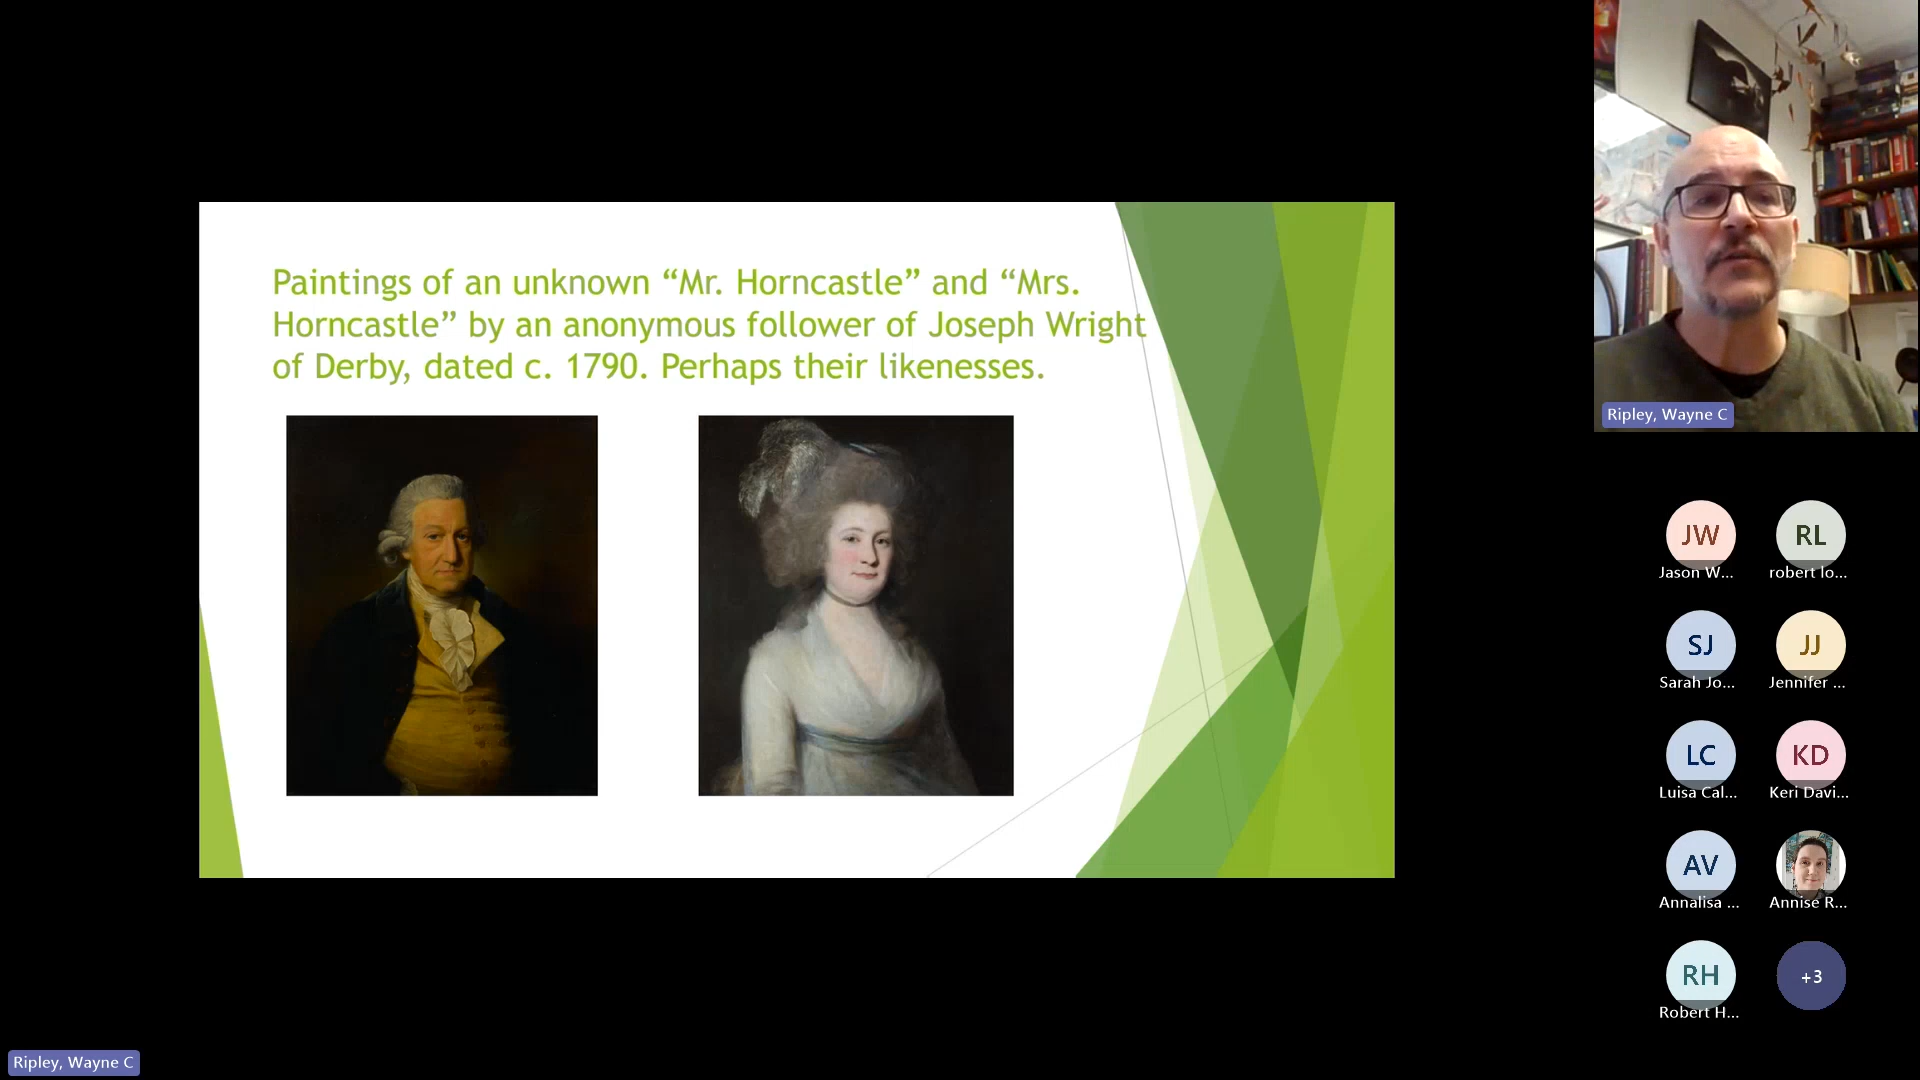 Paintings of an unknown “Mr. Horncastle” and “Mrs.
Horncastle” by an anonymous follower of Joseph Wright
of Derby, dated c. 1790. Perhaps their likenesses.
Ripley, Wayne C
JW
RL
Jason W...
robert lo...
SJ
JJ
Sarah Jo...
Jennifer ...
LC
KD
Luisa Cal...
Keri Davi...
AV
Annalisa ...
Annise R...
RH
+3
Robert H...
Ripley, Wayne C